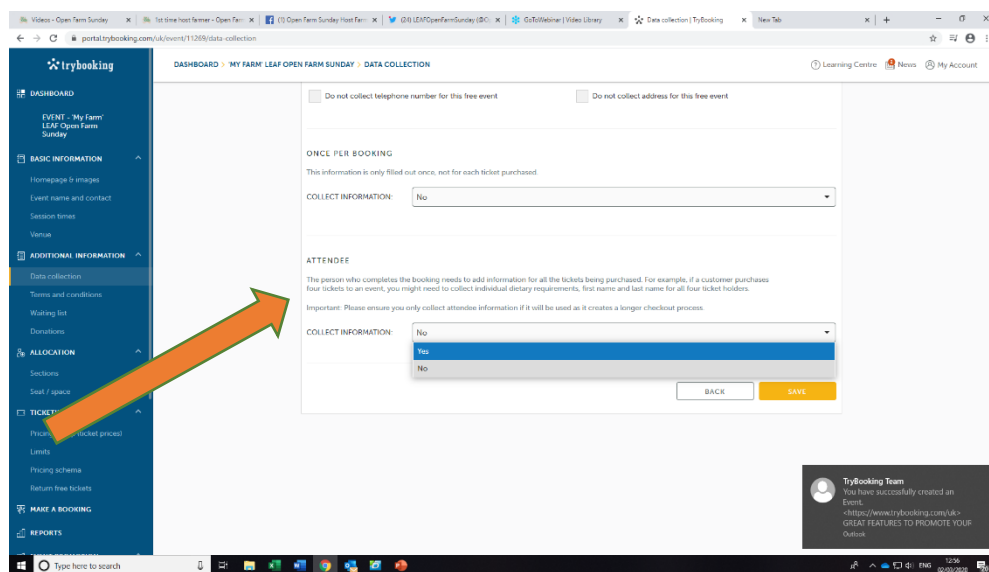 Videos - Open Farm Sunday
1st time host farmer - Open Farm
(1) Open Farm Sunday Host Farm
(24) LEAFOpenFarmSunday (@O
GoToWebinar | Video Library
Data collection | TryBooking
New Tab
portal.trybooking.com/uk/event/11269/data-collection
trybooking
DASHBOARD > 'MY FARM' LEAF OPEN FARM SUNDAY > DATA COLLECTION
Learning Centre News My Account
DASHBOARD
EVENT - 'My Farm'
LEAF Open Farm
Sunday
BASIC INFORMATION
Homepage & images
Event name and contact
Session times
Venue
ADDITIONAL INFORMATION
Data collection
Terms and conditions
Waiting list
Donations
ALLOCATION
Sections
Seat / space
Pricing (ticket prices)
Limits
Pricing schema
Return free tickets
MAKE A BOOKING
REPORTS
Do not collect telephone number for this free event
Do not collect address for this free event
ONCE PER BOOKING
This information is only filled out once, not for each ticket purchased.
COLLECT INFORMATION: No
ATTENDEE
The person who completes the booking needs to add information for all the tickets being purchased. For example, if a customer purchases
four tickets to an event, you might need to collect individual dietary requirements, first name and last name for all four ticket holders.
Important: Please ensure you only collect attendee information if it will be used as it creates a longer checkout process.
COLLECT INFORMATION: No
Yes
No
BACK SAVE
TryBooking Team
You have successfully created an
Event.
<https://www.trybooking.com/uk>
GREAT FEATURES TO PROMOTE YOUR
Outlook
Type here to search
ENG
12:56
02/03/2020